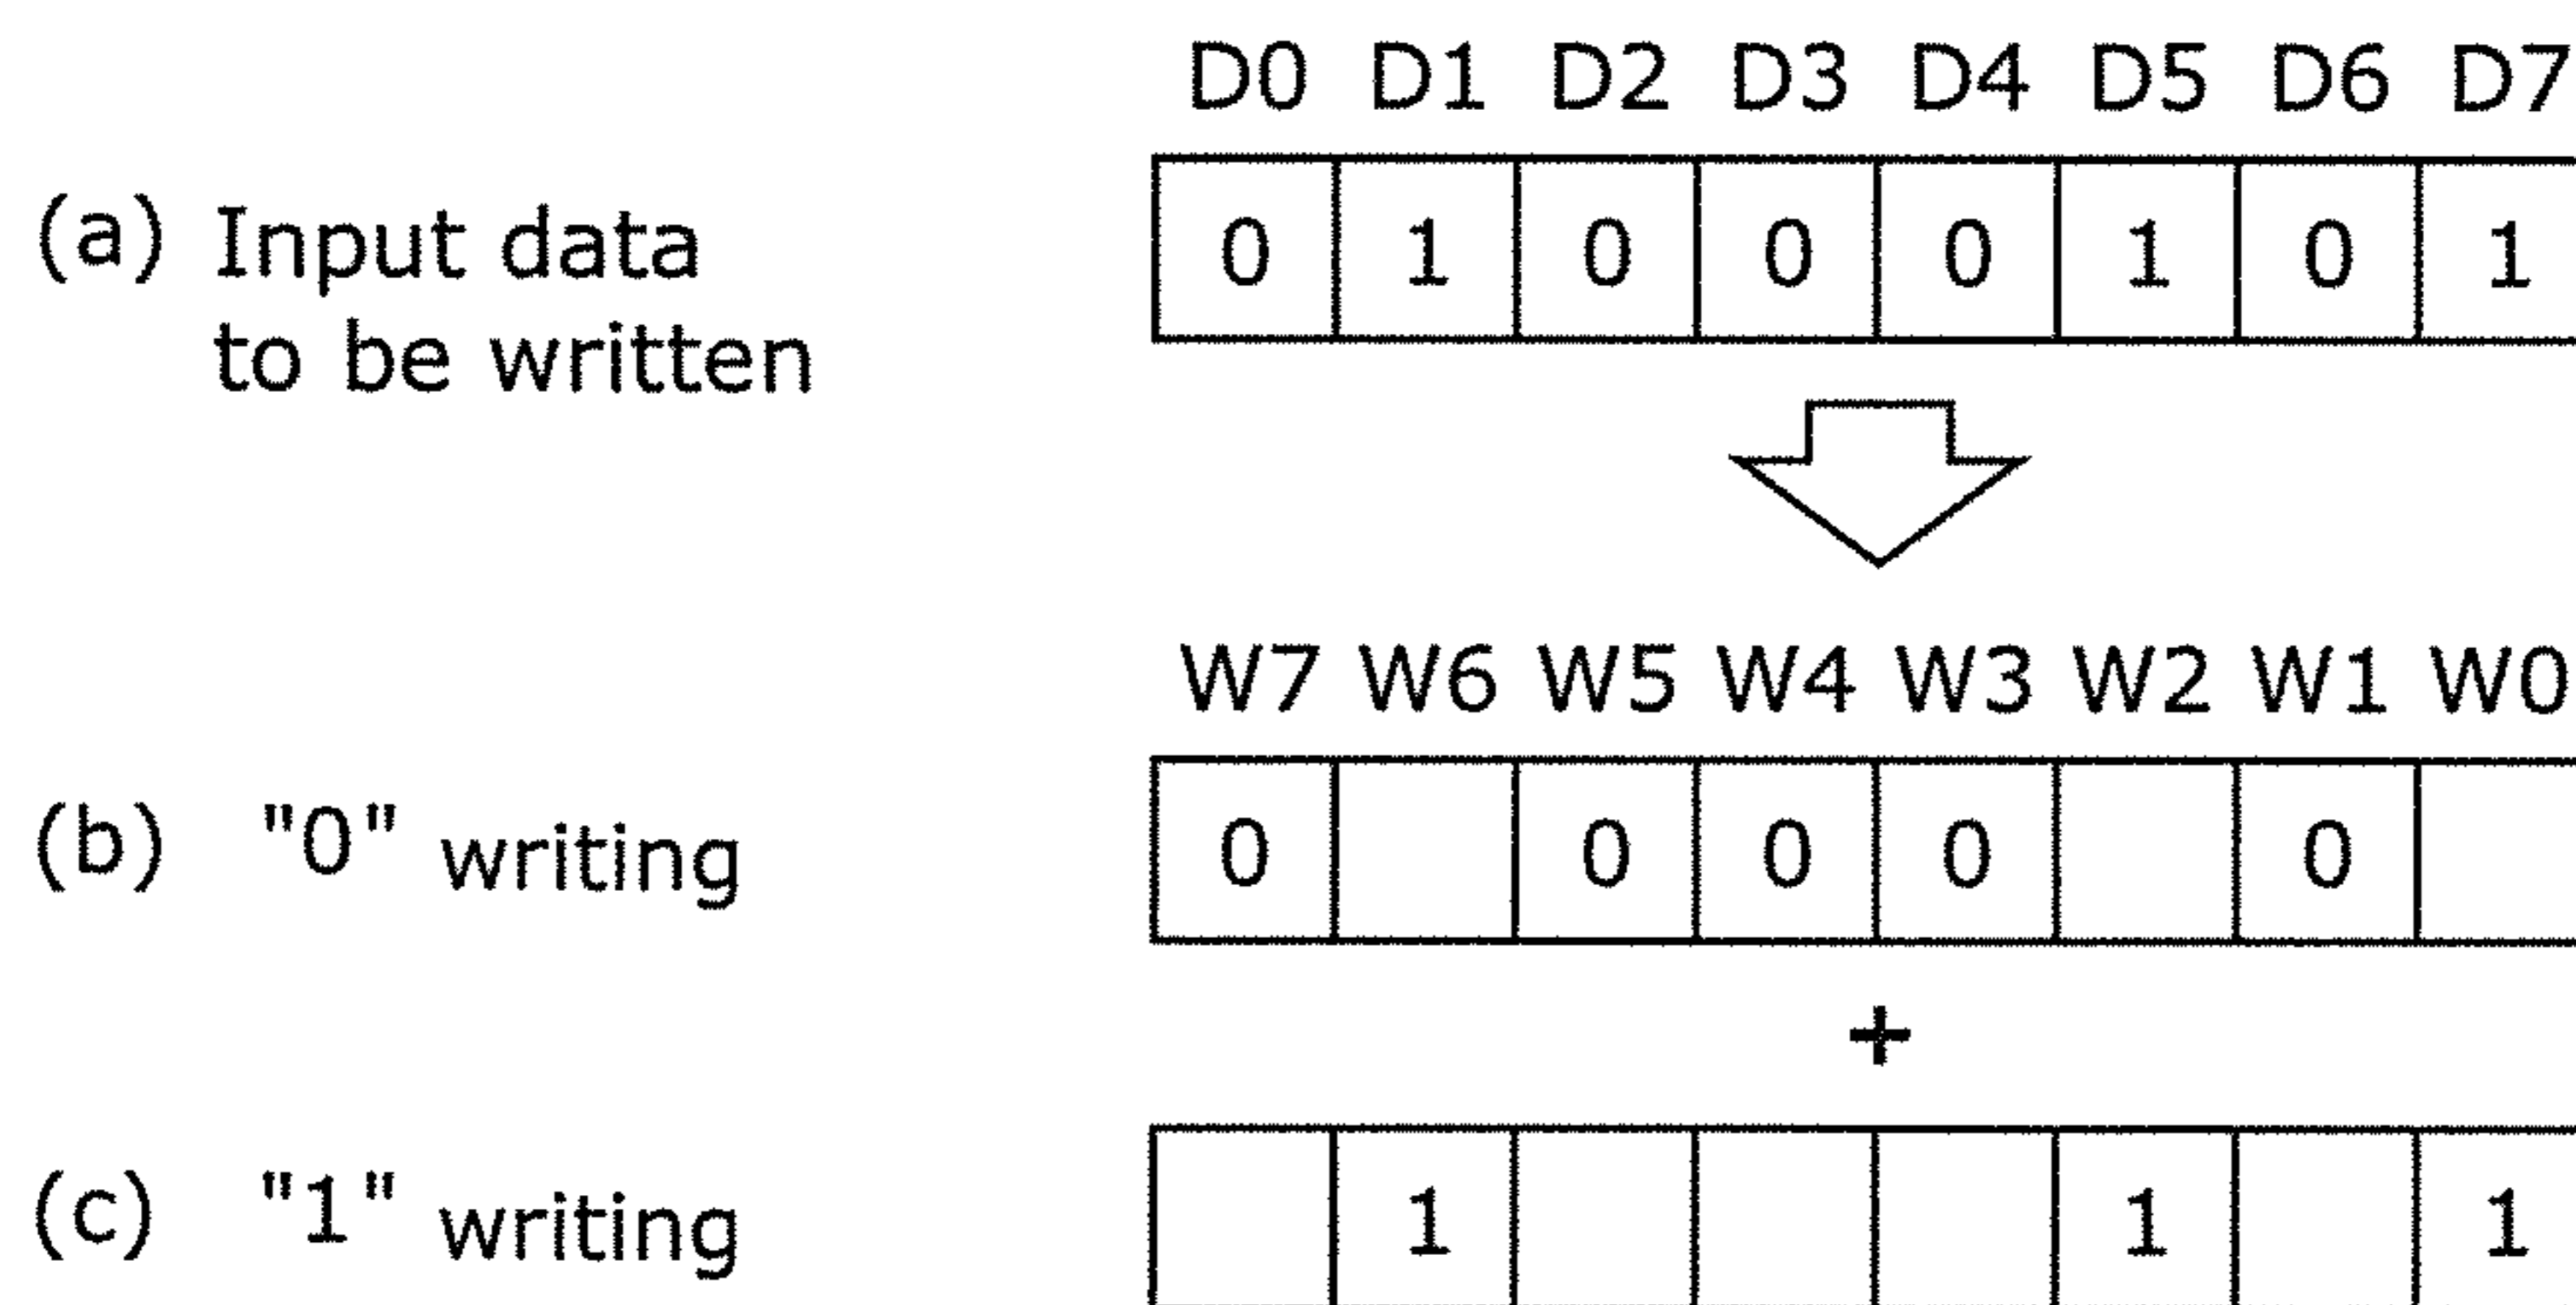 D0 D1 D2 D3 D4 D5 D6 D7
(a) Input data
to be written
0 1 0 0 0 1 0 1
W7 W6 W5 W4 W3 W2 W1 W0
(b) "0" writing
0 0 0 0 0
+
(c) "1" writing
1 1 1